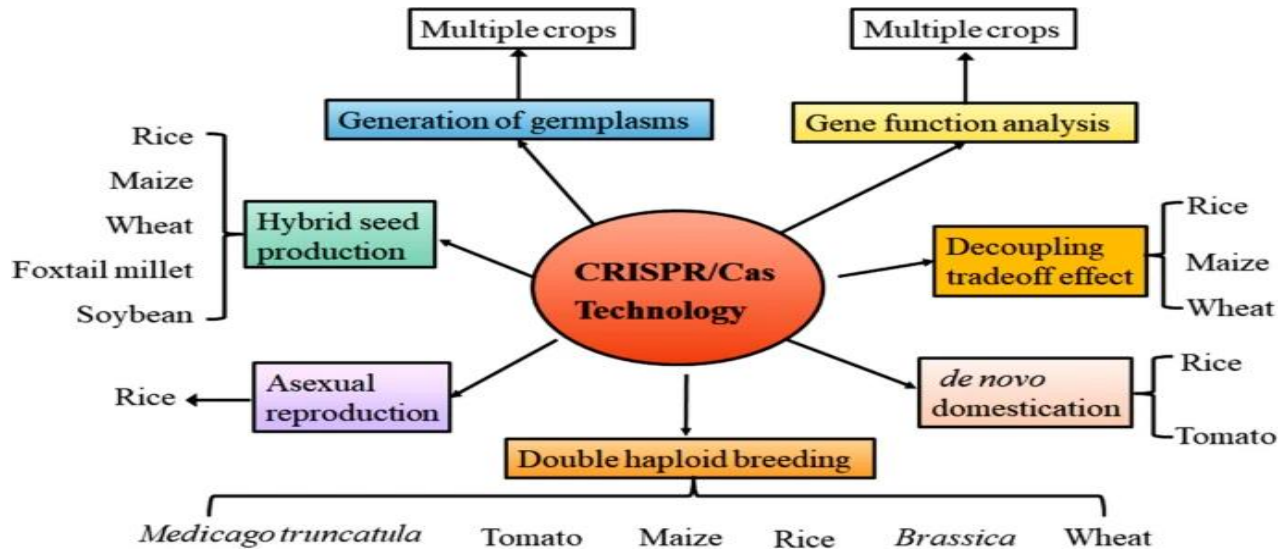 Multiple crops
Multiple crops
Generation of germplasms
Gene function analysis
Rice
Maize
Wheat
Foxtail millet
Soybean
Hybrid seed
production
CRISPR/Cas
Technology
Decoupling
tradeoff effect
Rice
Maize
Wheat
Rice
Asexual
reproduction
de novo
domestication
Rice
Tomato
Double haploid breeding
Medicago truncatula Tomato Maize Rice Brassica Wheat